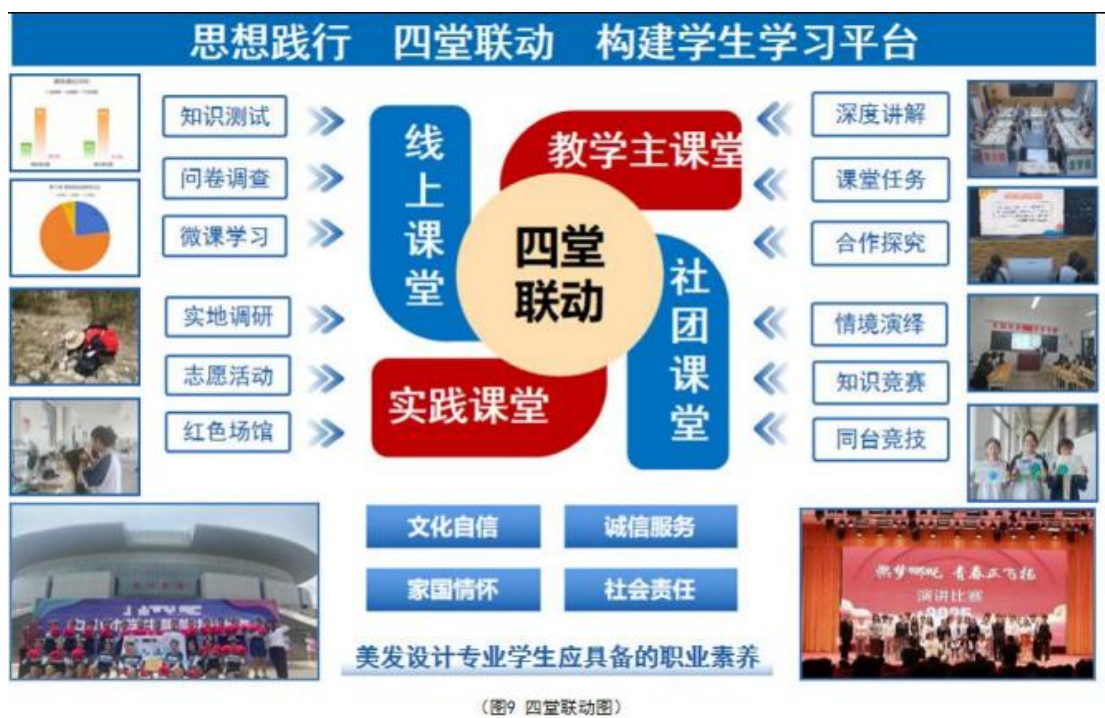 思想践行 四堂联动 构建学生学习平台
知识测试
问卷调查
微课学习
实地调研
志愿活动
红色场馆
线上课堂
教学主课堂
四堂
联动
实践课堂
社团课堂
深度讲解
课堂任务
合作探究
情境演绎
知识竞赛
同台竞技
文化自信
诚信服务
家国情怀
社会责任
美发设计专业学生应具备的职业素养
青春正飞扬
演讲比赛
（图9 四堂联动图）